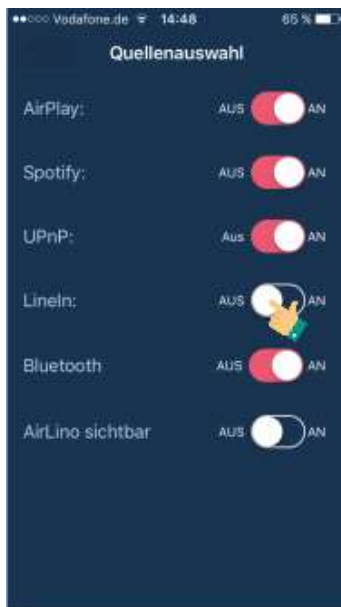 Vodafone.de 14:48 65 %
Quellenauswahl
AirPlay: AUS AN
Spotify: AUS AN
UPnP: Aus AN
LineIn: AUS AN
Bluetooth AUS AN
AirLino sichtbar AUS AN